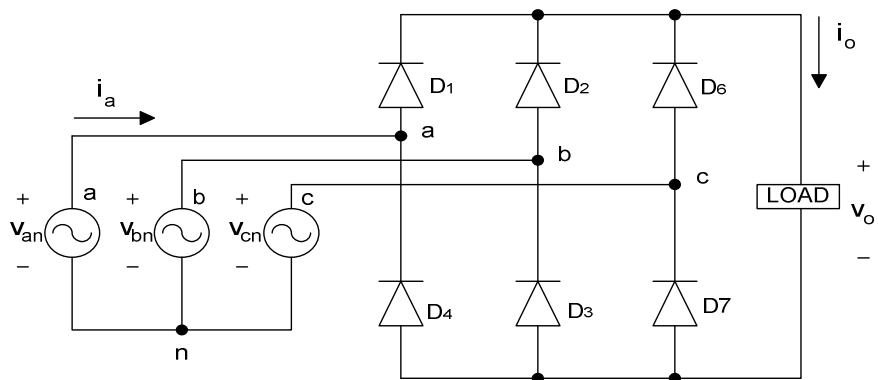 i_o
D1 D2 D6
i_a
a
b
c
a b c
+ + + LOAD +
v_an v_bn v_cn v_o
− − − −
D4 D3 D7
n